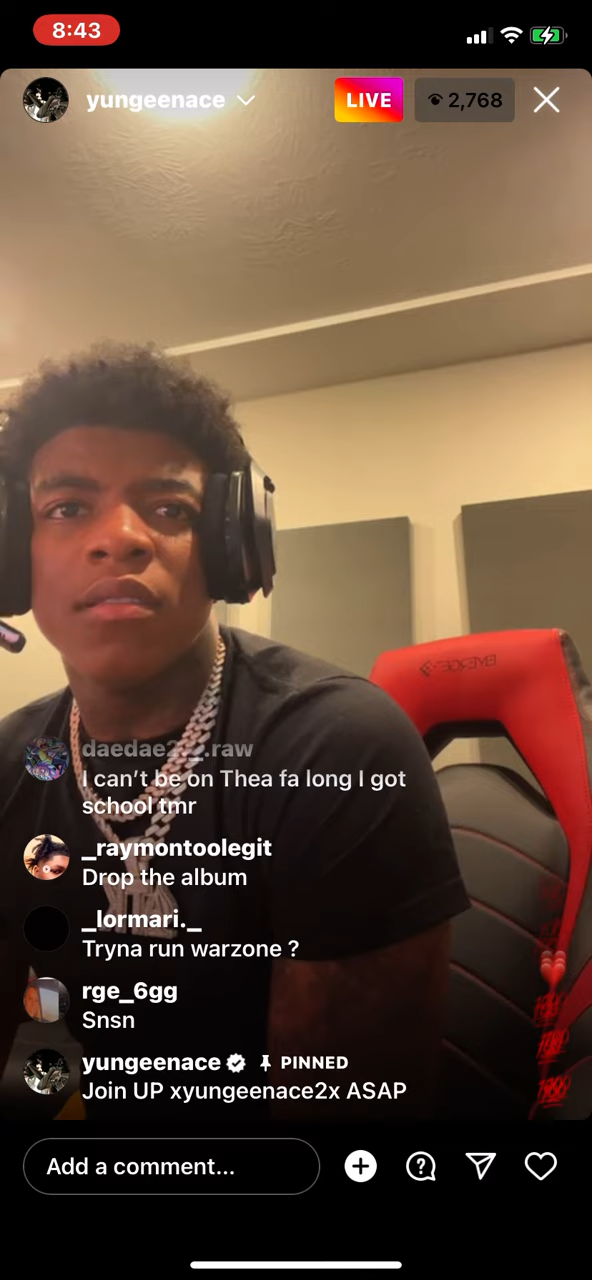 8:43
yungeenace
LIVE
2,768
I can't be on Thea fa long I got
school tmr
_raymontoolegit
Drop the album
_lormari._
Tryna run warzone ?
rge_6gg
Snsn
yungeenace PINNED
Join UP xyungeenace2x ASAP
Add a comment...